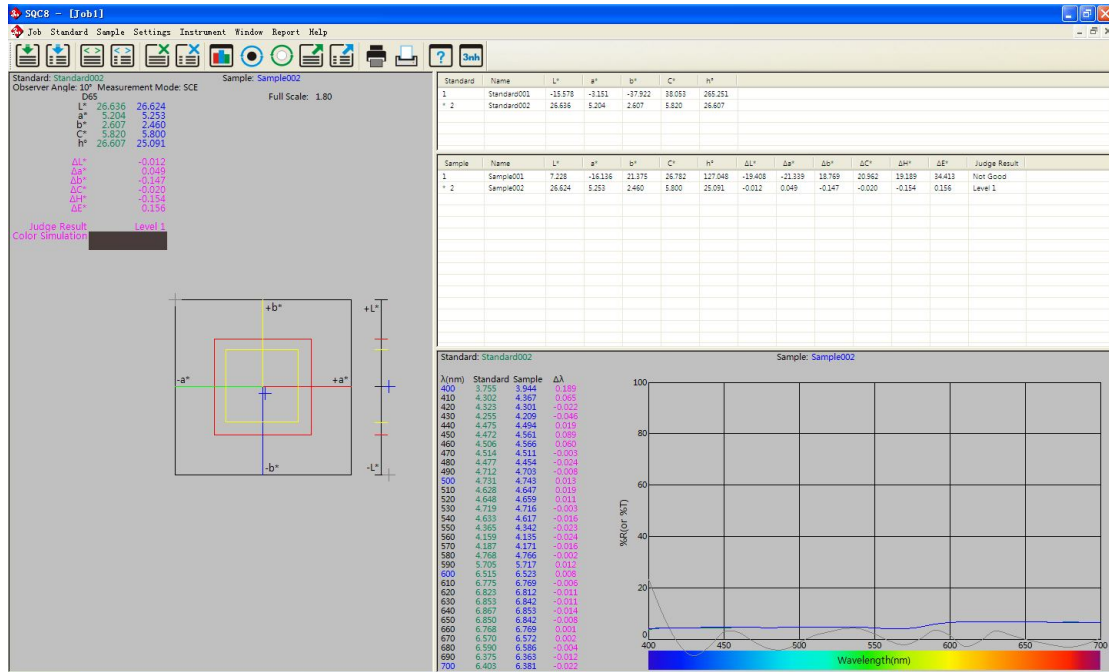 SQC8 - [Job1]
Job Standard Sample Settings Instrument Window Report Help
? 3nh
Standard: Standard002 Sample: Sample002
Observer Angle: 10° Measurement Mode: SCE
D65 Full Scale: 1.80
L* 26.636 26.624
a* 5.204 5.253
b* 2.607 2.460
C* 5.820 5.800
h° 26.607 25.091
ΔL* -0.012
Δa* 0.049
Δb* -0.147
ΔC* -0.020
ΔH* -0.154
ΔE* 0.156
Judge Result Level 1
Color Simulation
+b* +L*
-a* +a*
-b* -L*
Standard Name L* a* b* C* h°
1 Standard001 -15.578 -3.151 -37.922 38.053 265.251
* 2 Standard002 26.636 5.204 2.607 5.820 26.607
Sample Name L* a* b* C* h° ΔL* Δa* Δb* ΔC* ΔH* ΔE* Judge Result
1 Sample001 7.228 -16.136 21.375 26.782 127.048 -19.408 -21.339 18.769 20.962 19.189 34.413 Not Good
* 2 Sample002 26.624 5.253 2.460 5.800 25.091 -0.012 0.049 -0.147 -0.020 -0.154 0.156 Level 1
Standard: Standard002 Sample: Sample002
λ(nm) Standard Sample Δλ
400 3.755 3.944 0.189
410 4.302 4.367 0.065
420 4.323 4.301 -0.022
430 4.255 4.209 -0.046
440 4.475 4.494 0.019
450 4.472 4.561 0.089
460 4.506 4.566 0.060
470 4.514 4.511 -0.003
480 4.477 4.454 -0.024
490 4.712 4.703 -0.008
500 4.731 4.743 0.013
510 4.628 4.647 0.019
520 4.648 4.659 0.011
530 4.719 4.716 -0.003
540 4.633 4.617 -0.016
550 4.365 4.342 -0.023
560 4.159 4.135 -0.024
570 4.187 4.171 -0.016
580 4.768 4.766 -0.002
590 5.705 5.717 0.012
600 6.515 6.523 0.008
610 6.775 6.769 -0.006
620 6.823 6.812 -0.011
630 6.853 6.842 -0.011
640 6.867 6.853 -0.014
650 6.850 6.842 -0.008
660 6.768 6.769 0.001
670 6.570 6.572 0.002
680 6.590 6.586 -0.004
690 6.375 6.363 -0.012
700 6.403 6.381 -0.022
%R(or %T)
100
80
60
40
20
0
400 450 500 550 600 650 700
Wavelength(nm)